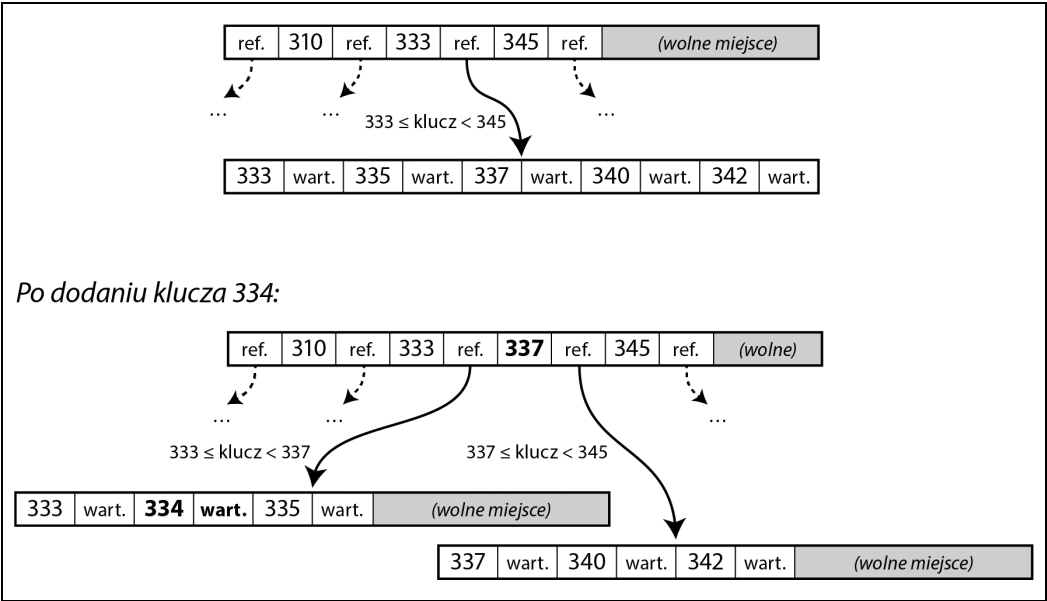 ref. 310 ref. 333 ref. 345 ref. (wolne miejsce)
... ... ...
333 ≤ klucz < 345
333 wart. 335 wart. 337 wart. 340 wart. 342 wart.
Po dodaniu klucza 334:
ref. 310 ref. 333 ref. 337 ref. 345 ref. (wolne)
... ... ...
333 ≤ klucz < 337 337 ≤ klucz < 345
333 wart. 334 wart. 335 wart. (wolne miejsce)
337 wart. 340 wart. 342 wart. (wolne miejsce)